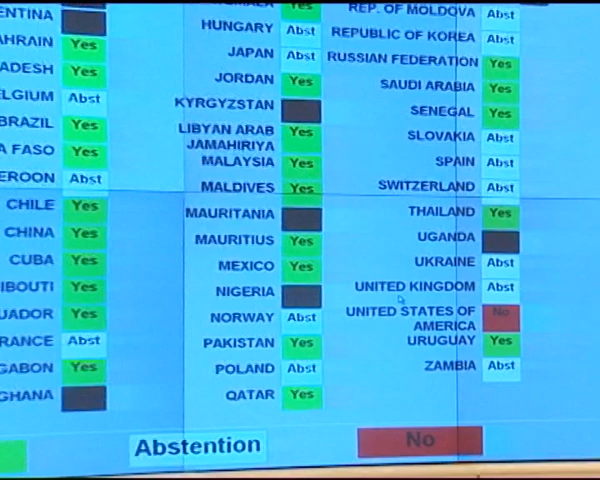 ENTINA
AHRAIN Yes
ADESH Yes
ELGIUM Abst
BRAZIL Yes
A FASO Yes
EROON Abst
CHILE Yes
CHINA Yes
CUBA Yes
IBOUTI Yes
UADOR Yes
RANCE Abst
GABON Yes
GHANA
Yes
HUNGARY Abst
JAPAN Abst
JORDAN Yes
KYRGYZSTAN
LIBYAN ARAB Yes
JAMAHIRIYA
MALAYSIA Yes
MALDIVES Yes
MAURITANIA
MAURITIUS Yes
MEXICO Yes
NIGERIA
NORWAY Abst
PAKISTAN Yes
POLAND Abst
QATAR Yes
REP. OF MOLDOVA Abst
REPUBLIC OF KOREA Abst
RUSSIAN FEDERATION Yes
SAUDI ARABIA Yes
SENEGAL Yes
SLOVAKIA Abst
SPAIN Abst
SWITZERLAND Abst
THAILAND Yes
UGANDA
UKRAINE Abst
UNITED KINGDOM Abst
UNITED STATES OF No
AMERICA
URUGUAY Yes
ZAMBIA Abst
Abstention No